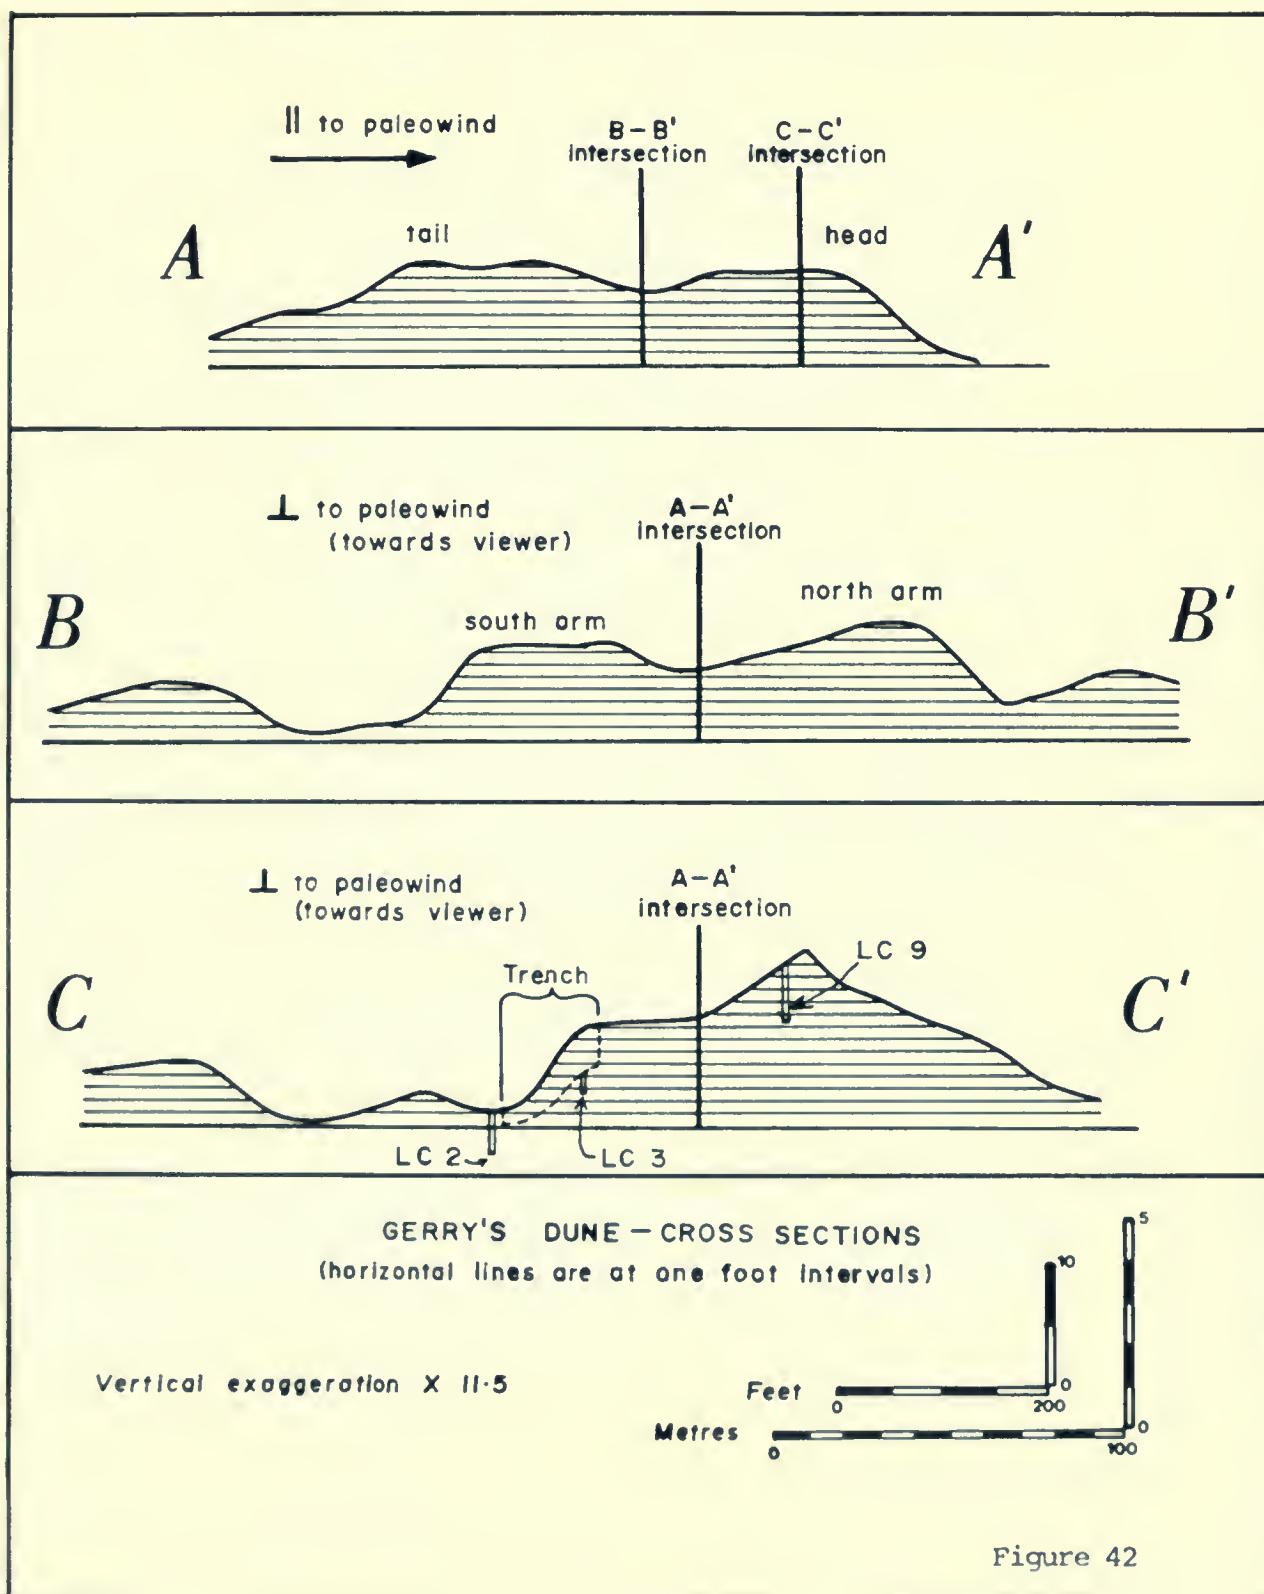 || to paleowind
B-B'
intersection
C-C'
intersection
A
tail
head
A'
⊥ to paleowind
(towards viewer)
A-A'
intersection
B
south arm
north arm
B'
⊥ to paleowind
(towards viewer)
A-A'
intersection
C
Trench
LC 9
C'
LC 2
LC 3
GERRY'S DUNE - CROSS SECTIONS
(horizontal lines are at one foot intervals)
Vertical exaggeration X 11·5
5
10
0
Feet
0
200
0
Metres
0
100
Figure 42